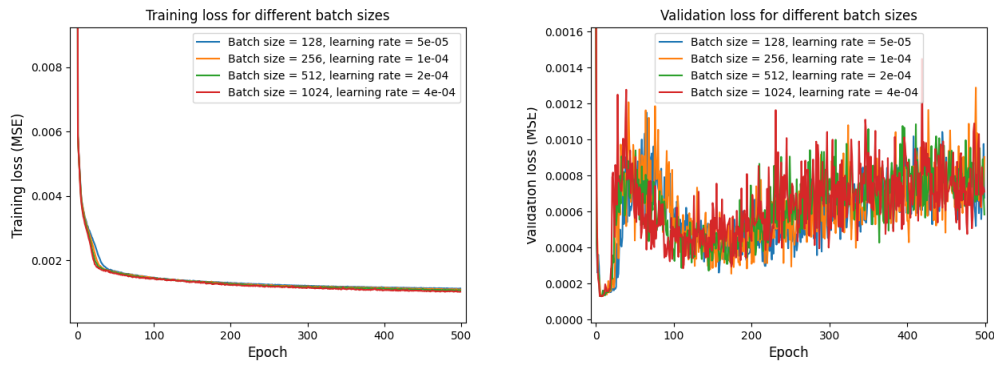 Training loss for different batch sizes
Training loss (MSE)
0.008
0.006
0.004
0.002
Batch size = 128, learning rate = 5e-05
Batch size = 256, learning rate = 1e-04
Batch size = 512, learning rate = 2e-04
Batch size = 1024, learning rate = 4e-04
0
100
200
300
400
500
Epoch
Validation loss for different batch sizes
Validation loss (MSE)
0.0016
0.0014
0.0012
0.0010
0.0008
0.0006
0.0004
0.0002
0.0000
Batch size = 128, learning rate = 5e-05
Batch size = 256, learning rate = 1e-04
Batch size = 512, learning rate = 2e-04
Batch size = 1024, learning rate = 4e-04
0
100
200
300
400
500
Epoch